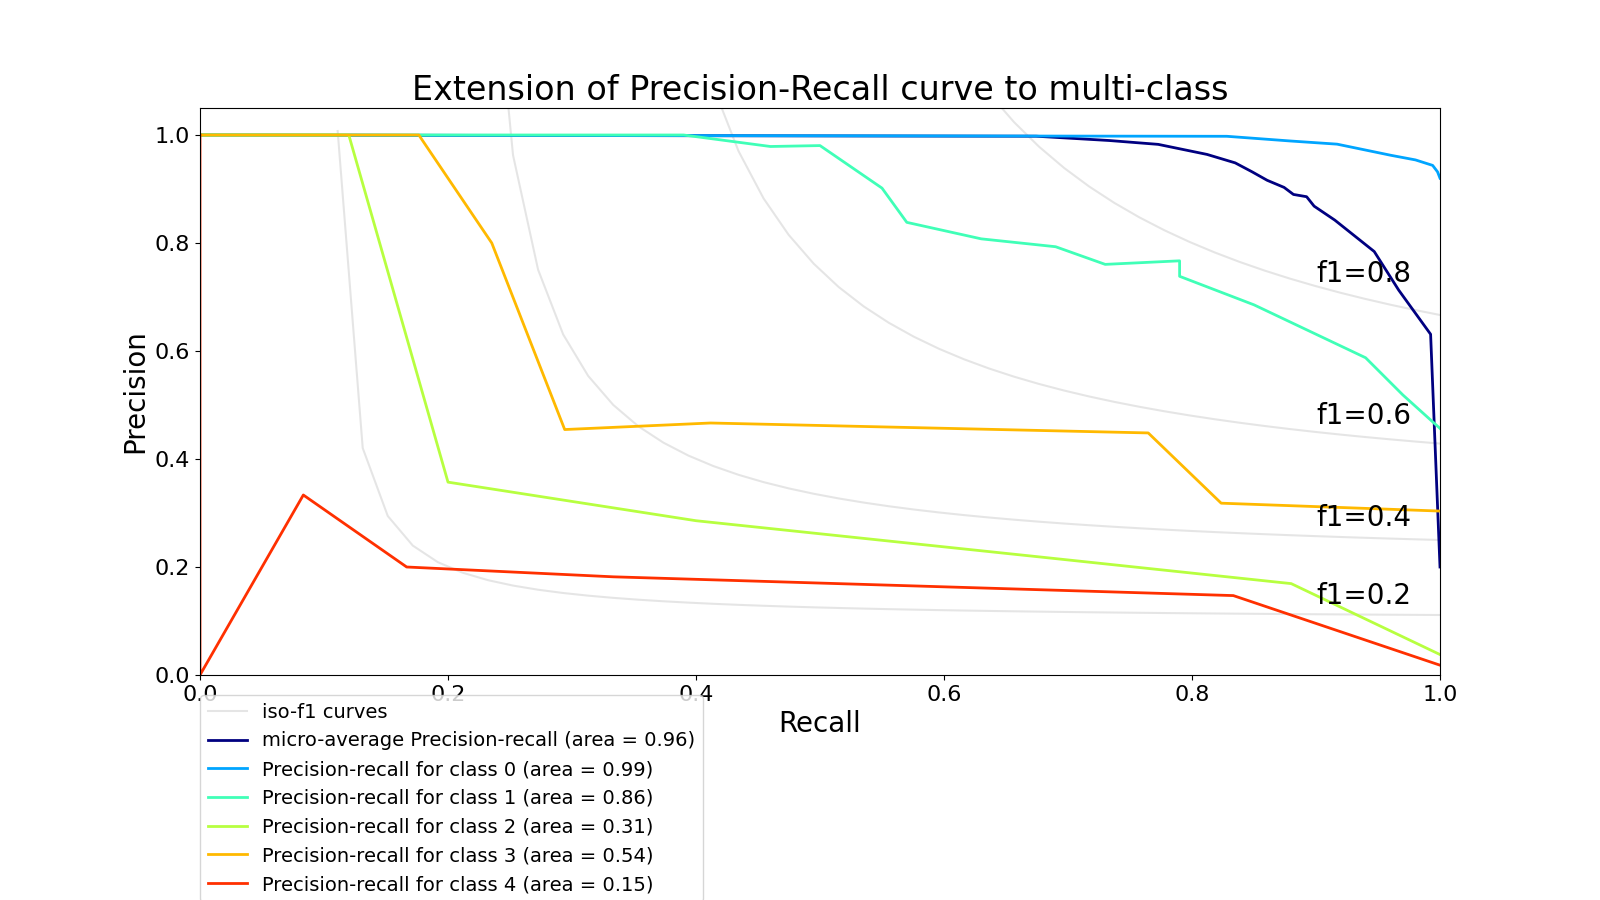 Extension of Precision-Recall curve to multi-class
1.0
0.8
0.6
0.4
0.2
0.0
Precision
f1=0.8
f1=0.6
f1=0.4
f1=0.2
0.0 0.2 0.4 0.6 0.8 1.0
Recall
iso-f1 curves
micro-average Precision-recall (area = 0.96)
Precision-recall for class 0 (area = 0.99)
Precision-recall for class 1 (area = 0.86)
Precision-recall for class 2 (area = 0.31)
Precision-recall for class 3 (area = 0.54)
Precision-recall for class 4 (area = 0.15)